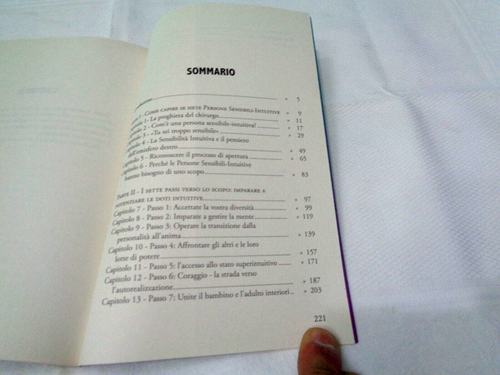 SOMMARIO
» 5
I - COME CAPIRE SE SIETE PERSONE SENSIBILI-INTUITIVE » 9
1 - La preghiera del chirurgo » 11
2 - Com'è una persona sensibile-intuitiva? » 17
3 - «Tu sei troppo sensibile» » 29
4 - La Sensibilità Intuitiva e il pensiero
dell'emisfero destro » 49
Capitolo 5 - Riconoscere il processo di apertura » 65
Capitolo 6 - Perché le Persone Sensibili-Intuitive
hanno bisogno di uno scopo » 83
PARTE II - I SETTE PASSI VERSO LO SCOPO: IMPARARE A
POTENZIARE LE DOTI INTUITIVE » 97
Capitolo 7 - Passo 1: Accettate la vostra diversità » 99
Capitolo 8 - Passo 2: Imparate a gestire la mente » 119
Capitolo 9 - Passo 3: Operare la transizione dalla
personalità all'anima » 139
Capitolo 10 - Passo 4: Affrontare gli altri e le loro
lotte di potere » 157
Capitolo 11 - Passo 5: l'accesso allo stato superintuitivo » 171
Capitolo 12 - Passo 6: Coraggio - la strada verso
l'autorealizzazione » 187
Capitolo 13 - Passo 7: Unite il bambino e l'adulto interiori » 203
221